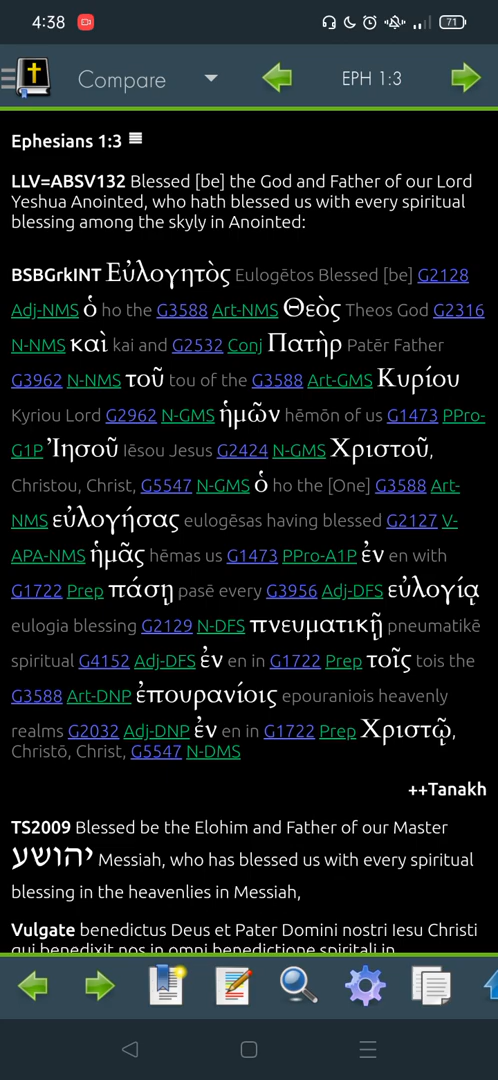 4:38
71
Compare
EPH 1:3
Ephesians 1:3
LLV=ABSV132 Blessed [be] the God and Father of our Lord
Yeshua Anointed, who hath blessed us with every spiritual
blessing among the skyly in Anointed:
BSBGrkINT Εὐλογητὸς Eulogētos Blessed [be] G2128
Adj-NMS ὁ ho the G3588 Art-NMS Θεὸς Theos God G2316
N-NMS καὶ kai and G2532 Conj Πατὴρ Patēr Father
G3962 N-NMS τοῦ tou of the G3588 Art-GMS Κυρίου
Kyriou Lord G2962 N-GMS ἡμῶν hēmōn of us G1473 PPro-
G1P Ἰησοῦ Iēsou Jesus G2424 N-GMS Χριστοῦ,
Christou, Christ, G5547 N-GMS ὁ ho the [One] G3588 Art-
NMS εὐλογήσας eulogēsas having blessed G2127 V-
APA-NMS ἡμᾶς hēmas us G1473 PPro-A1P ἐν en with
G1722 Prep πάσῃ pasē every G3956 Adj-DFS εὐλογίᾳ
eulogia blessing G2129 N-DFS πνευματικῇ pneumatikē
spiritual G4152 Adj-DFS ἐν en in G1722 Prep τοῖς tois the
G3588 Art-DNP ἐπουρανίοις epouraniois heavenly
realms G2032 Adj-DNP ἐν en in G1722 Prep Χριστῷ,
Christō, Christ, G5547 N-DMS
++Tanakh
TS2009 Blessed be the Elohim and Father of our Master
יהושע Messiah, who has blessed us with every spiritual
blessing in the heavenlies in Messiah,
Vulgate benedictus Deus et Pater Domini nostri Iesu Christi
qui benedixit nos in omni benedictione spiritali in